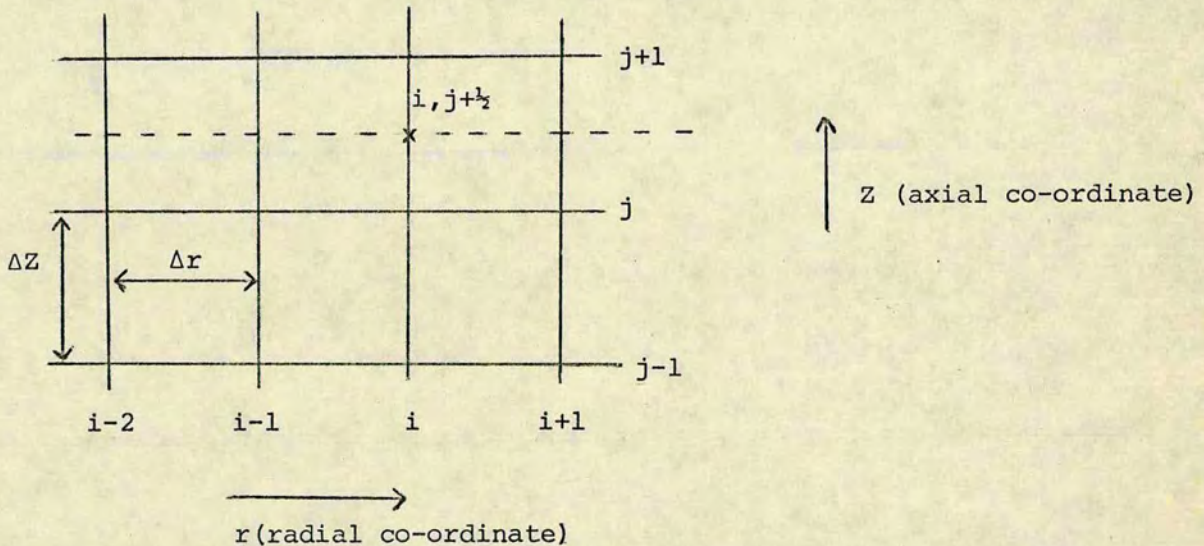 j+1
i,j+½
j
Z (axial co-ordinate)
ΔZ
Δr
j-1
i-2 i-1 i i+1
r(radial co-ordinate)